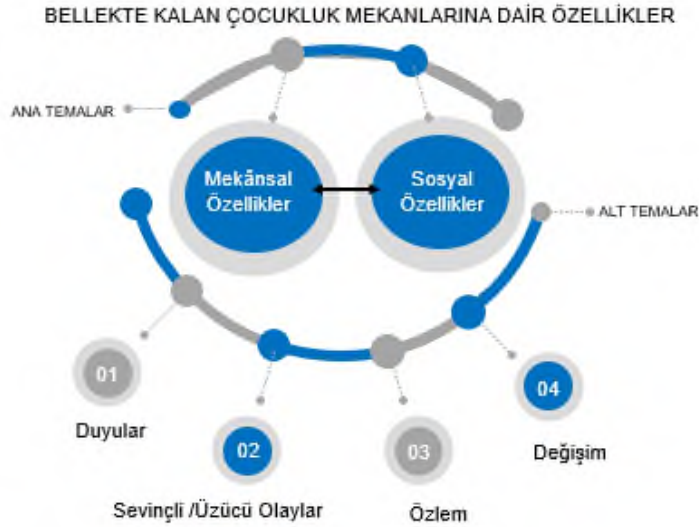 BELLEKTE KALAN ÇOCUKLUK MEKANLARINA DAİR ÖZELLİKLER
ANA TEMALAR
Mekânsal
Özellikler
Sosyal
Özellikler
ALT TEMALAR
01
Duyular
02
Sevinçli /Üzücü Olaylar
03
Özlem
04
Değişim